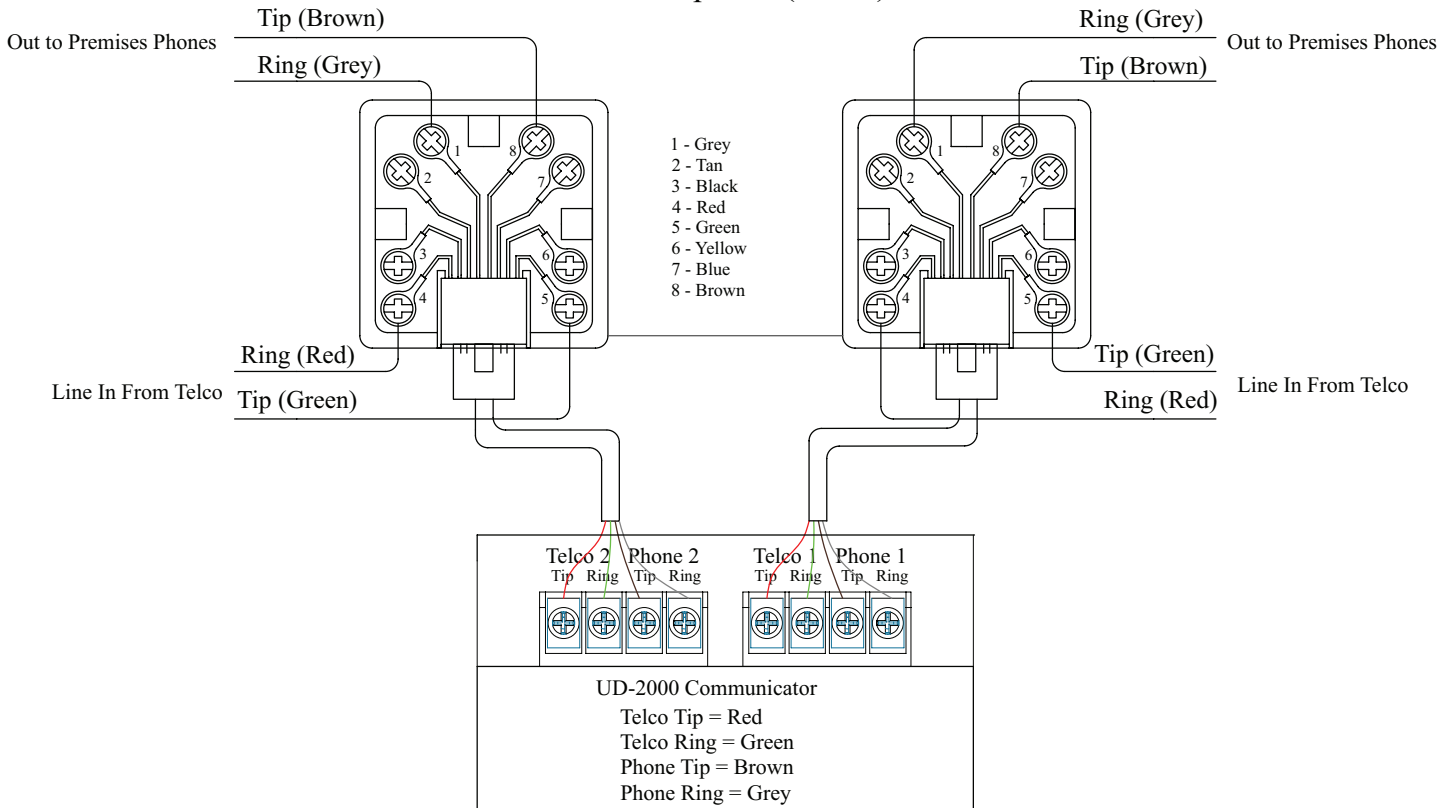 Tip (Brown)
Out to Premises Phones
Ring (Grey)
Ring (Grey)
Out to Premises Phones
Tip (Brown)
1
2
3
4
5
6
7
8
1 - Grey
2 - Tan
3 - Black
4 - Red
5 - Green
6 - Yellow
7 - Blue
8 - Brown
1
2
3
4
5
6
7
8
Ring (Red)
Line In From Telco
Tip (Green)
Tip (Green)
Line In From Telco
Ring (Red)
Telco 2 Phone 2
Tip Ring Tip Ring
Telco 1 Phone 1
Tip Ring Tip Ring
UD-2000 Communicator
Telco Tip = Red
Telco Ring = Green
Phone Tip = Brown
Phone Ring = Grey